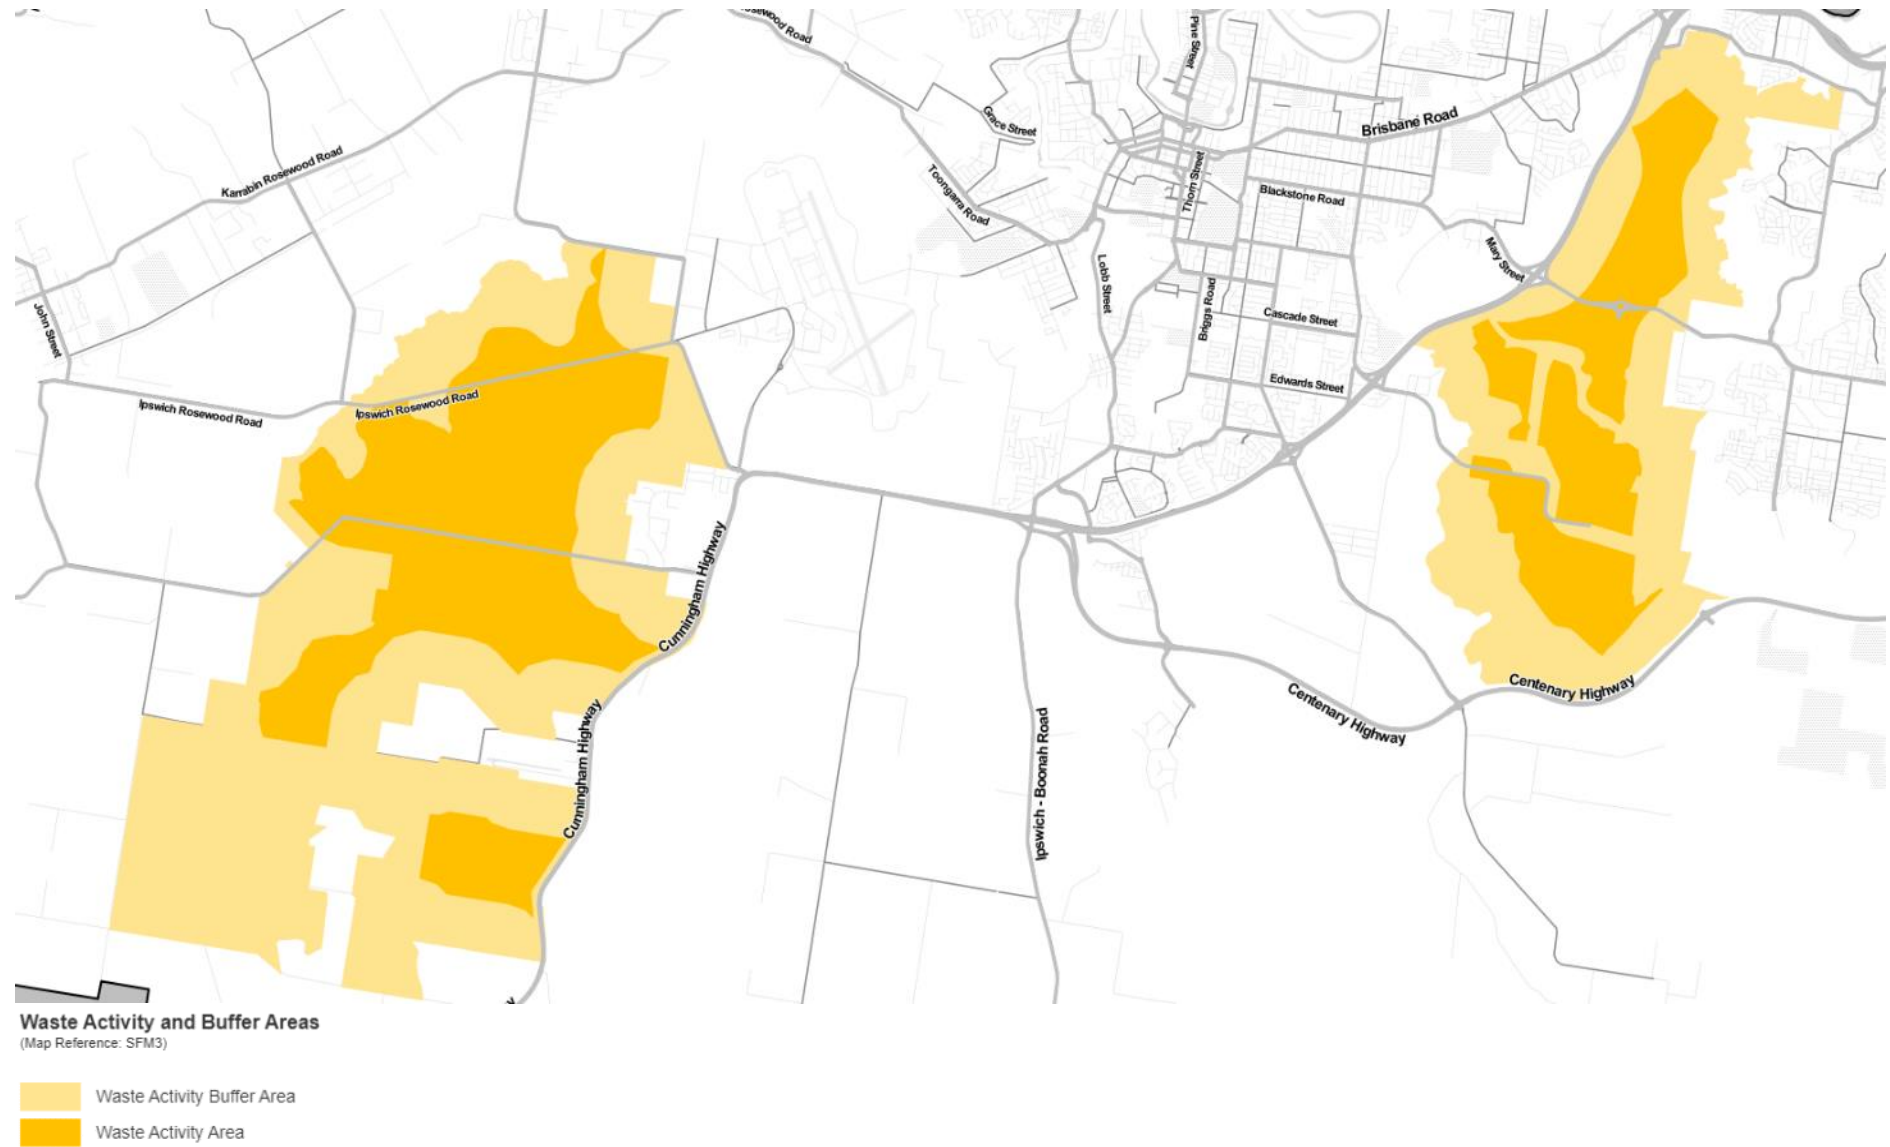 osewood Road
Pine Street
Grace Street
Brisbane Road
Karrabin Rosewood Road
Toongarra Road
Thorn Street
Blackstone Road
Mary Street
Lobb Street
John Street
Briggs Road
Cascade Street
Edwards Street
Ipswich Rosewood Road
Ipswich Rosewood Road
Cunningham Highway
Centenary Highway
Centenary Highway
Cunningham Highway
Ipswich - Boonah Road
y
Waste Activity and Buffer Areas
(Map Reference: SFM3)
Waste Activity Buffer Area
Waste Activity Area